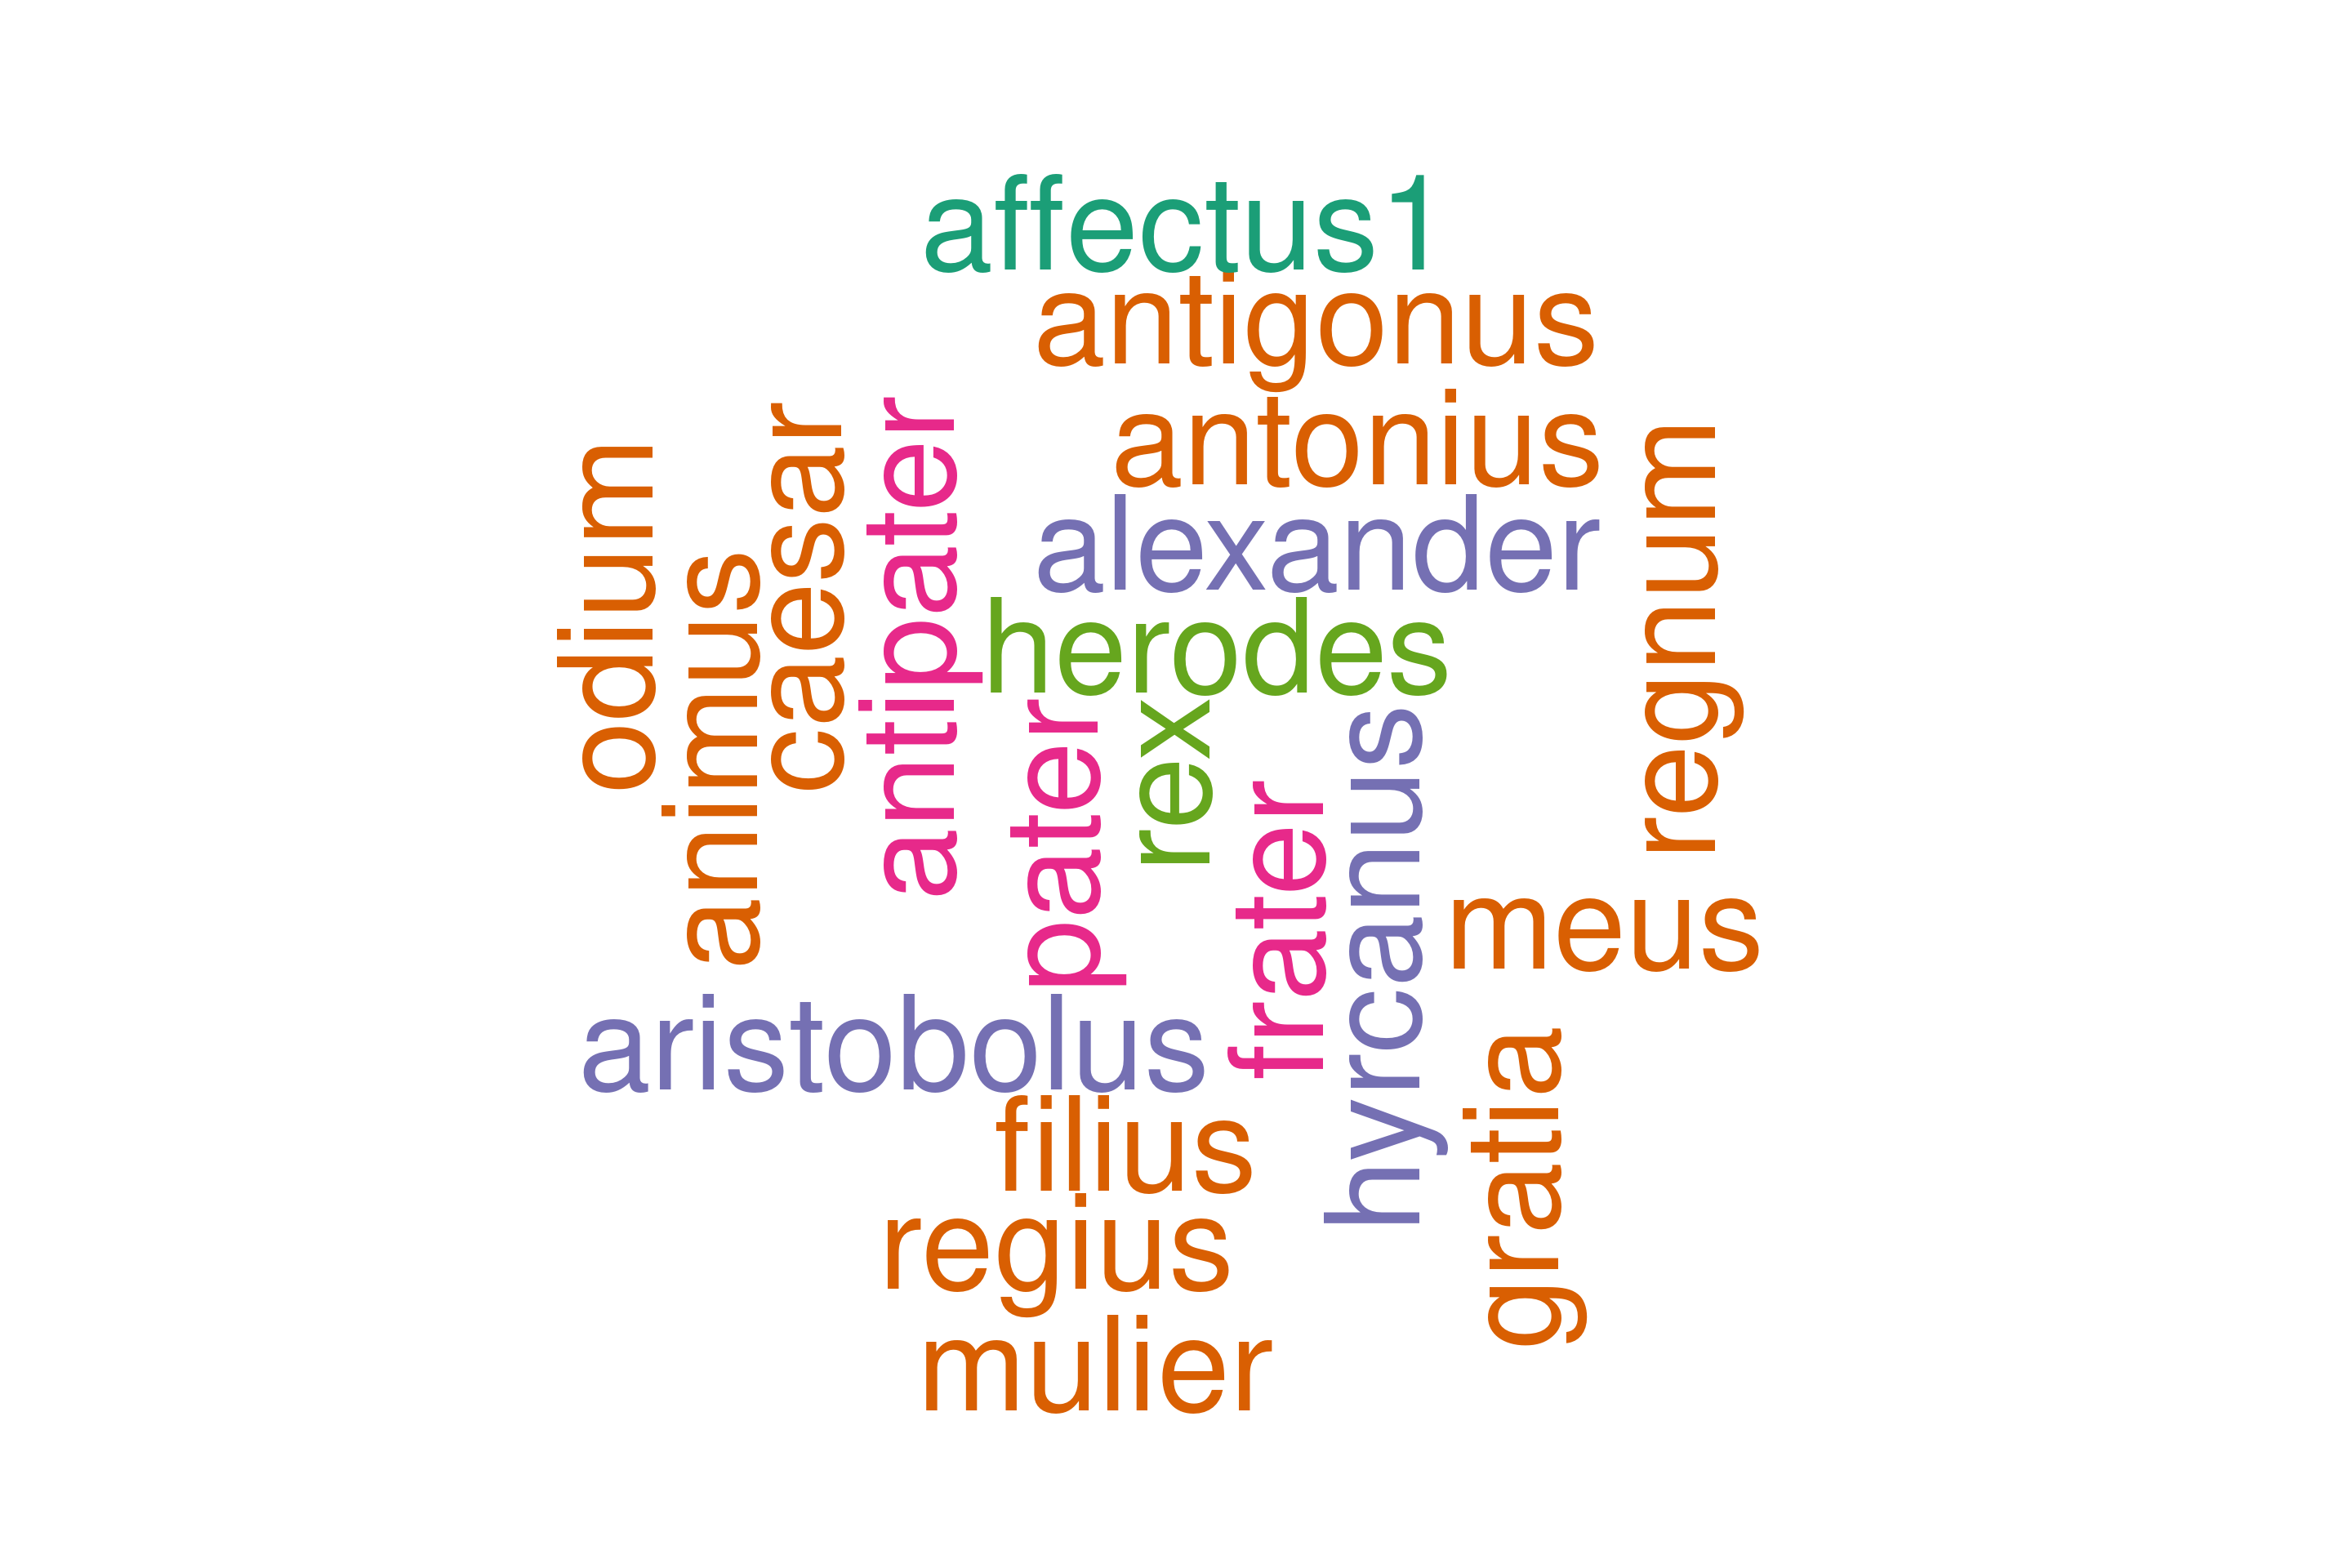 affectus1
antigonus
antonius
alexander
herodes
odium
animus
caesar
antipater
pater
rex
frater
hyrcanus
regnum
meus
aristobolus
filius
regius
mulier
gratia